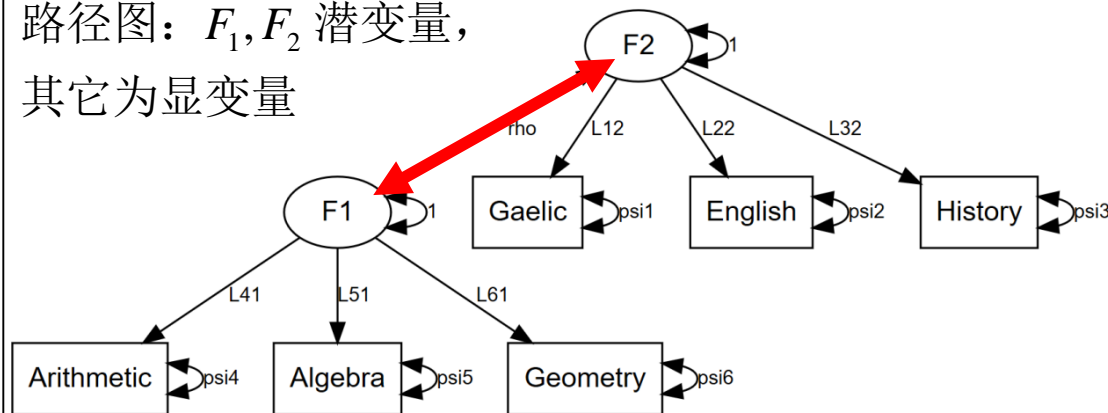 路径图：F₁, F₂ 潜变量，
其它为显变量
F2
1
rho
L12
L22
L32
F1
1
Gaelic
psi1
English
psi2
History
psi3
L41
L51
L61
Arithmetic
psi4
Algebra
psi5
Geometry
psi6